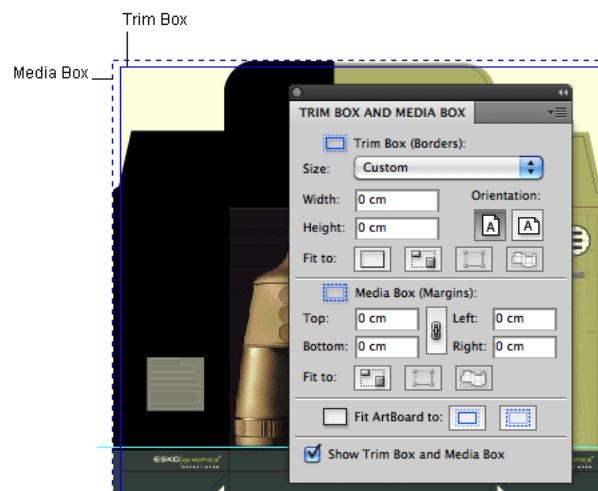 Trim Box
Media Box
TRIM BOX AND MEDIA BOX
Trim Box (Borders):
Size: Custom
Width: 0 cm Orientation:
Height: 0 cm
A A
Fit to:
Media Box (Margins):
Top: 0 cm Left: 0 cm
Bottom: 0 cm Right: 0 cm
Fit to:
Fit ArtBoard to:
Show Trim Box and Media Box
ESKOgraphics